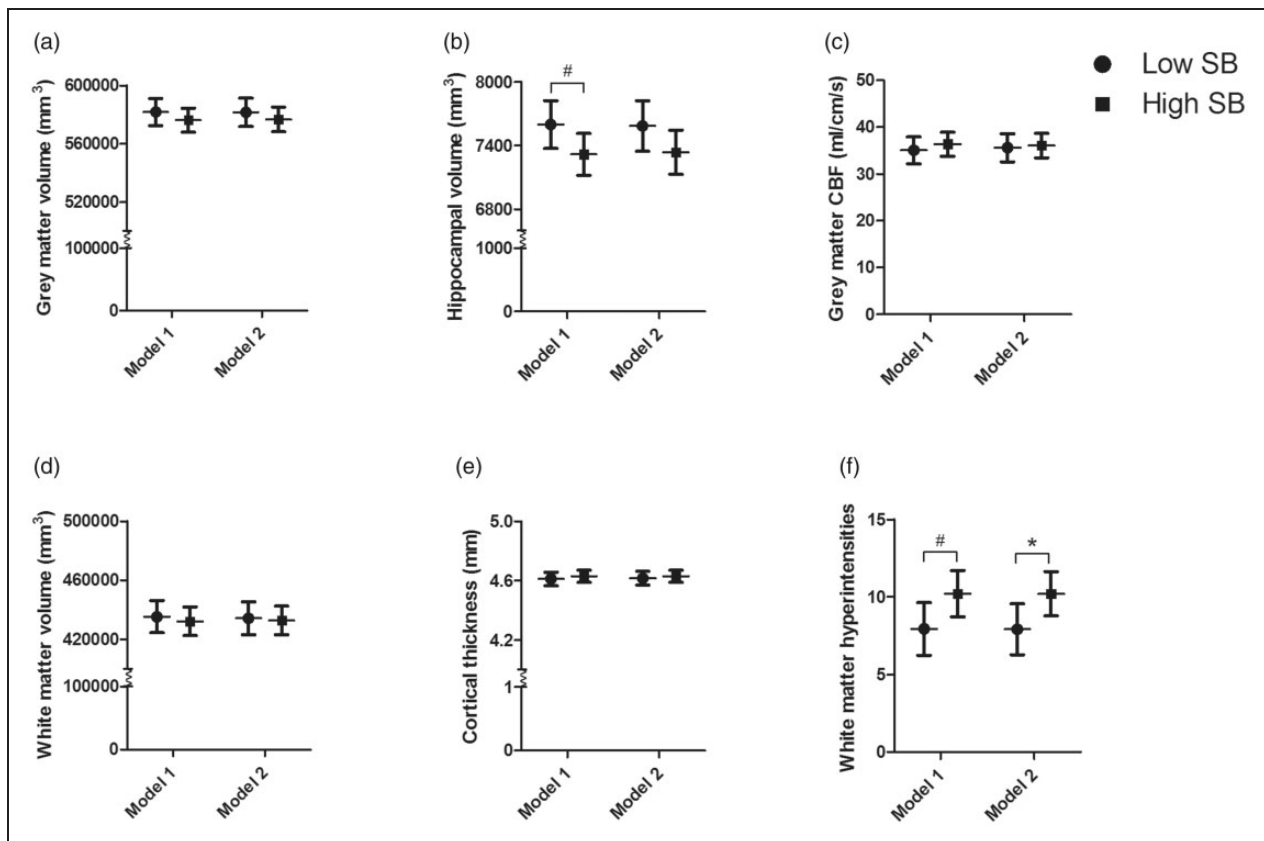 (a)
Grey matter volume (mm³)
600000
560000
520000
100000
0
Model 1
Model 2
(b)
Hippocampal volume (mm³)
8000
7400
6800
1000
0
#
Model 1
Model 2
(c)
Grey matter CBF (ml/cm/s)
50
40
30
20
10
0
Model 1
Model 2
Low SB
High SB
(d)
White matter volume (mm³)
500000
460000
420000
100000
0
Model 1
Model 2
(e)
Cortical thickness (mm)
5.0
4.6
4.2
1
0
Model 1
Model 2
(f)
White matter hyperintensities
15
10
5
0
#
*
Model 1
Model 2